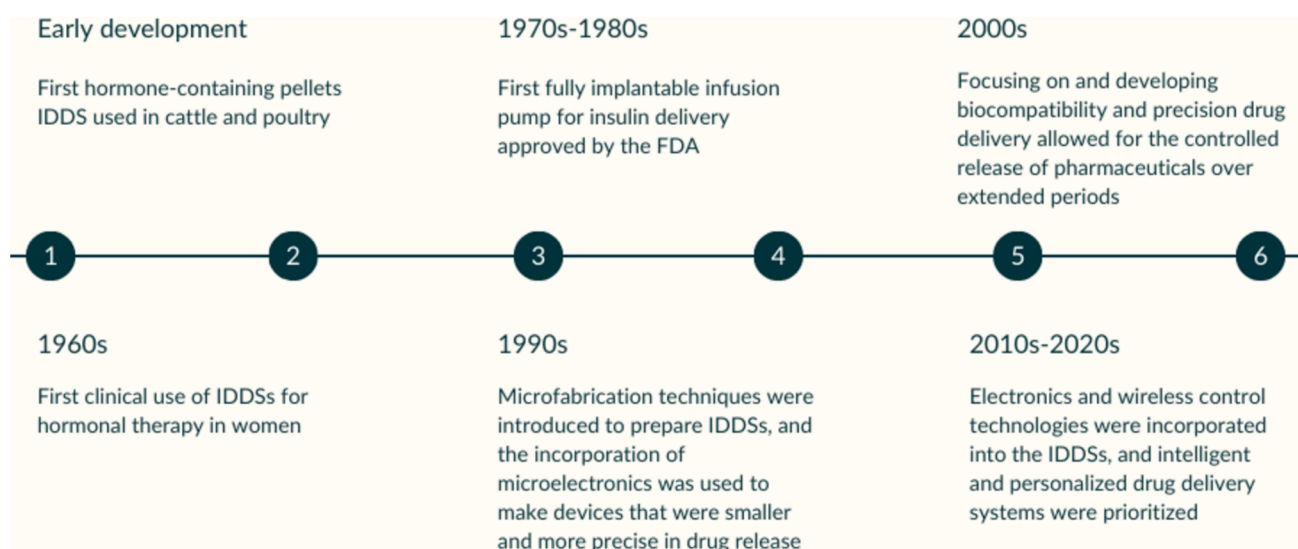 Early development
First hormone-containing pellets
IDDS used in cattle and poultry
1970s-1980s
First fully implantable infusion
pump for insulin delivery
approved by the FDA
2000s
Focusing on and developing
biocompatibility and precision drug
delivery allowed for the controlled
release of pharmaceuticals over
extended periods
1
2
3
4
5
6
1960s
First clinical use of IDDSs for
hormonal therapy in women
1990s
Microfabrication techniques were
introduced to prepare IDDSs, and
the incorporation of
microelectronics was used to
make devices that were smaller
and more precise in drug release
2010s-2020s
Electronics and wireless control
technologies were incorporated
into the IDDSs, and intelligent
and personalized drug delivery
systems were prioritized